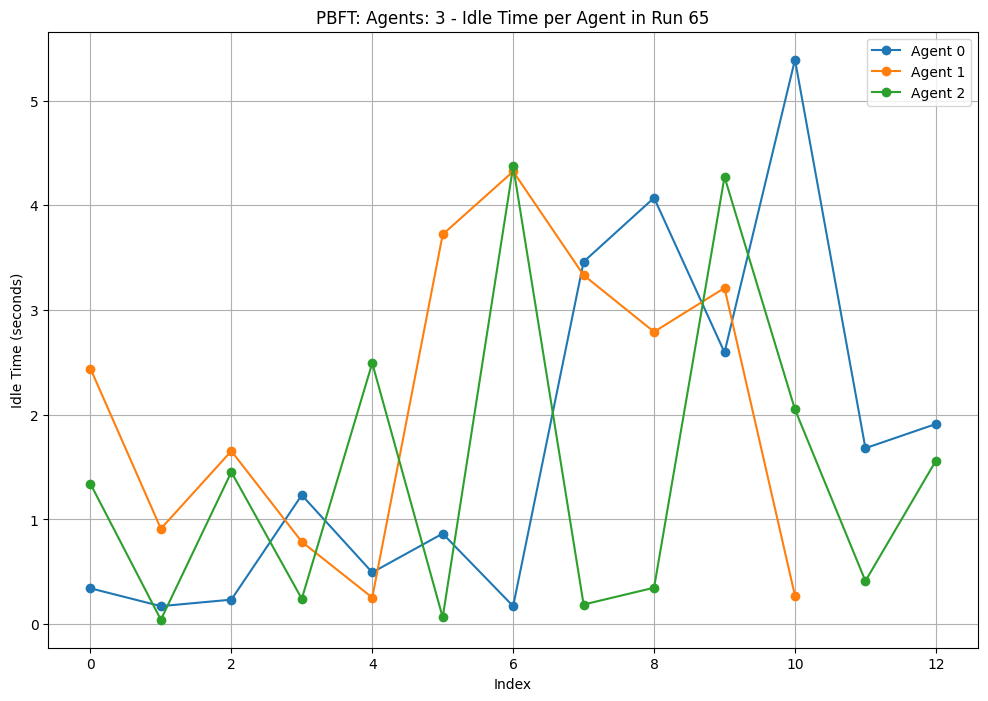 PBFT: Agents: 3 - Idle Time per Agent in Run 65
Agent 0
Agent 1
Agent 2
Idle Time (seconds)
5
4
3
2
1
0
0 2 4 6 8 10 12
Index